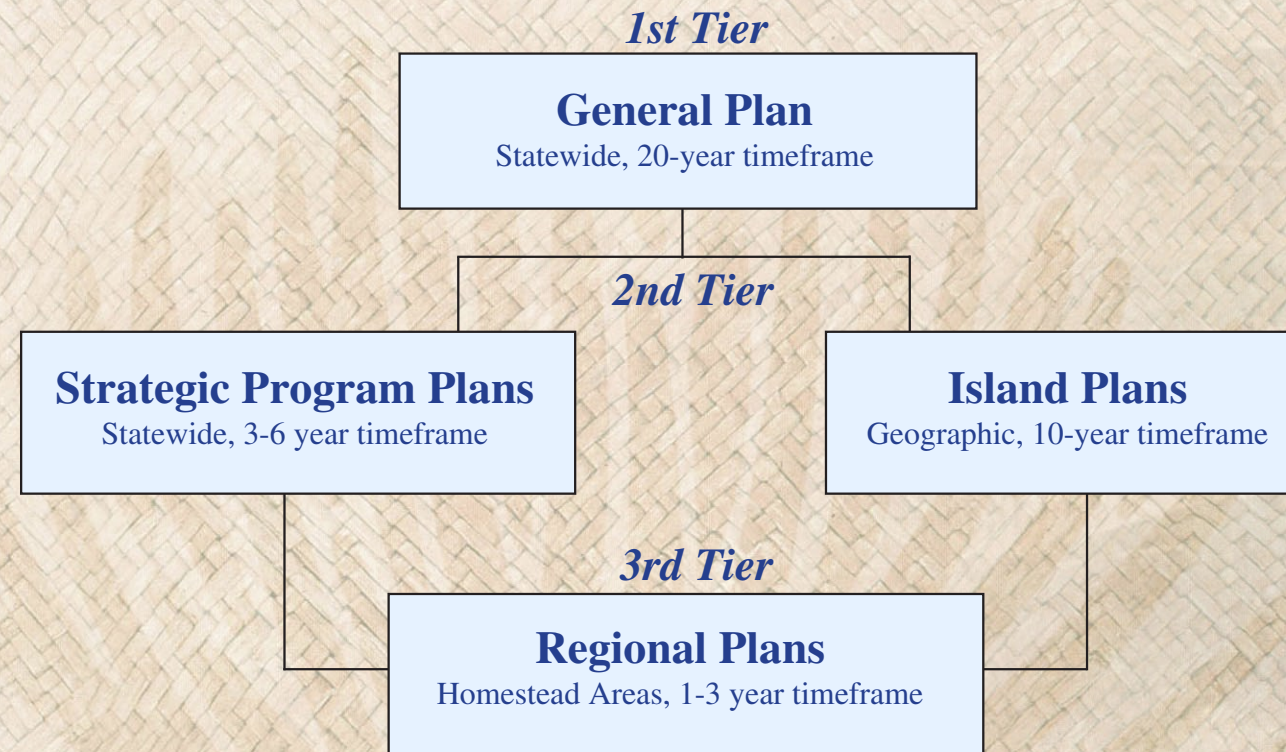 1st Tier
General Plan
Statewide, 20-year timeframe
2nd Tier
Strategic Program Plans
Statewide, 3-6 year timeframe
Island Plans
Geographic, 10-year timeframe
3rd Tier
Regional Plans
Homestead Areas, 1-3 year timeframe